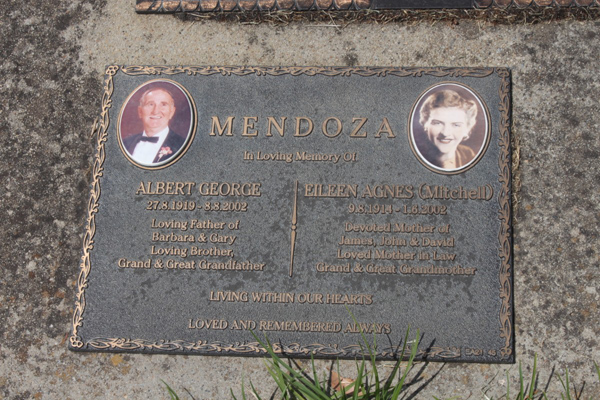 MENDOZA
In Loving Memory Of
ALBERT GEORGE
27.8.1919 - 8.8.2002
Loving Father of
Barbara & Gary
Loving Brother,
Grand & Great Grandfather
EILEEN AGNES (Mitchell)
9.8.1914 - 1.6.2002
Devoted Mother of
James, John & David
Loved Mother in Law
Grand & Great Grandmother
LIVING WITHIN OUR HEARTS
LOVED AND REMEMBERED ALWAYS